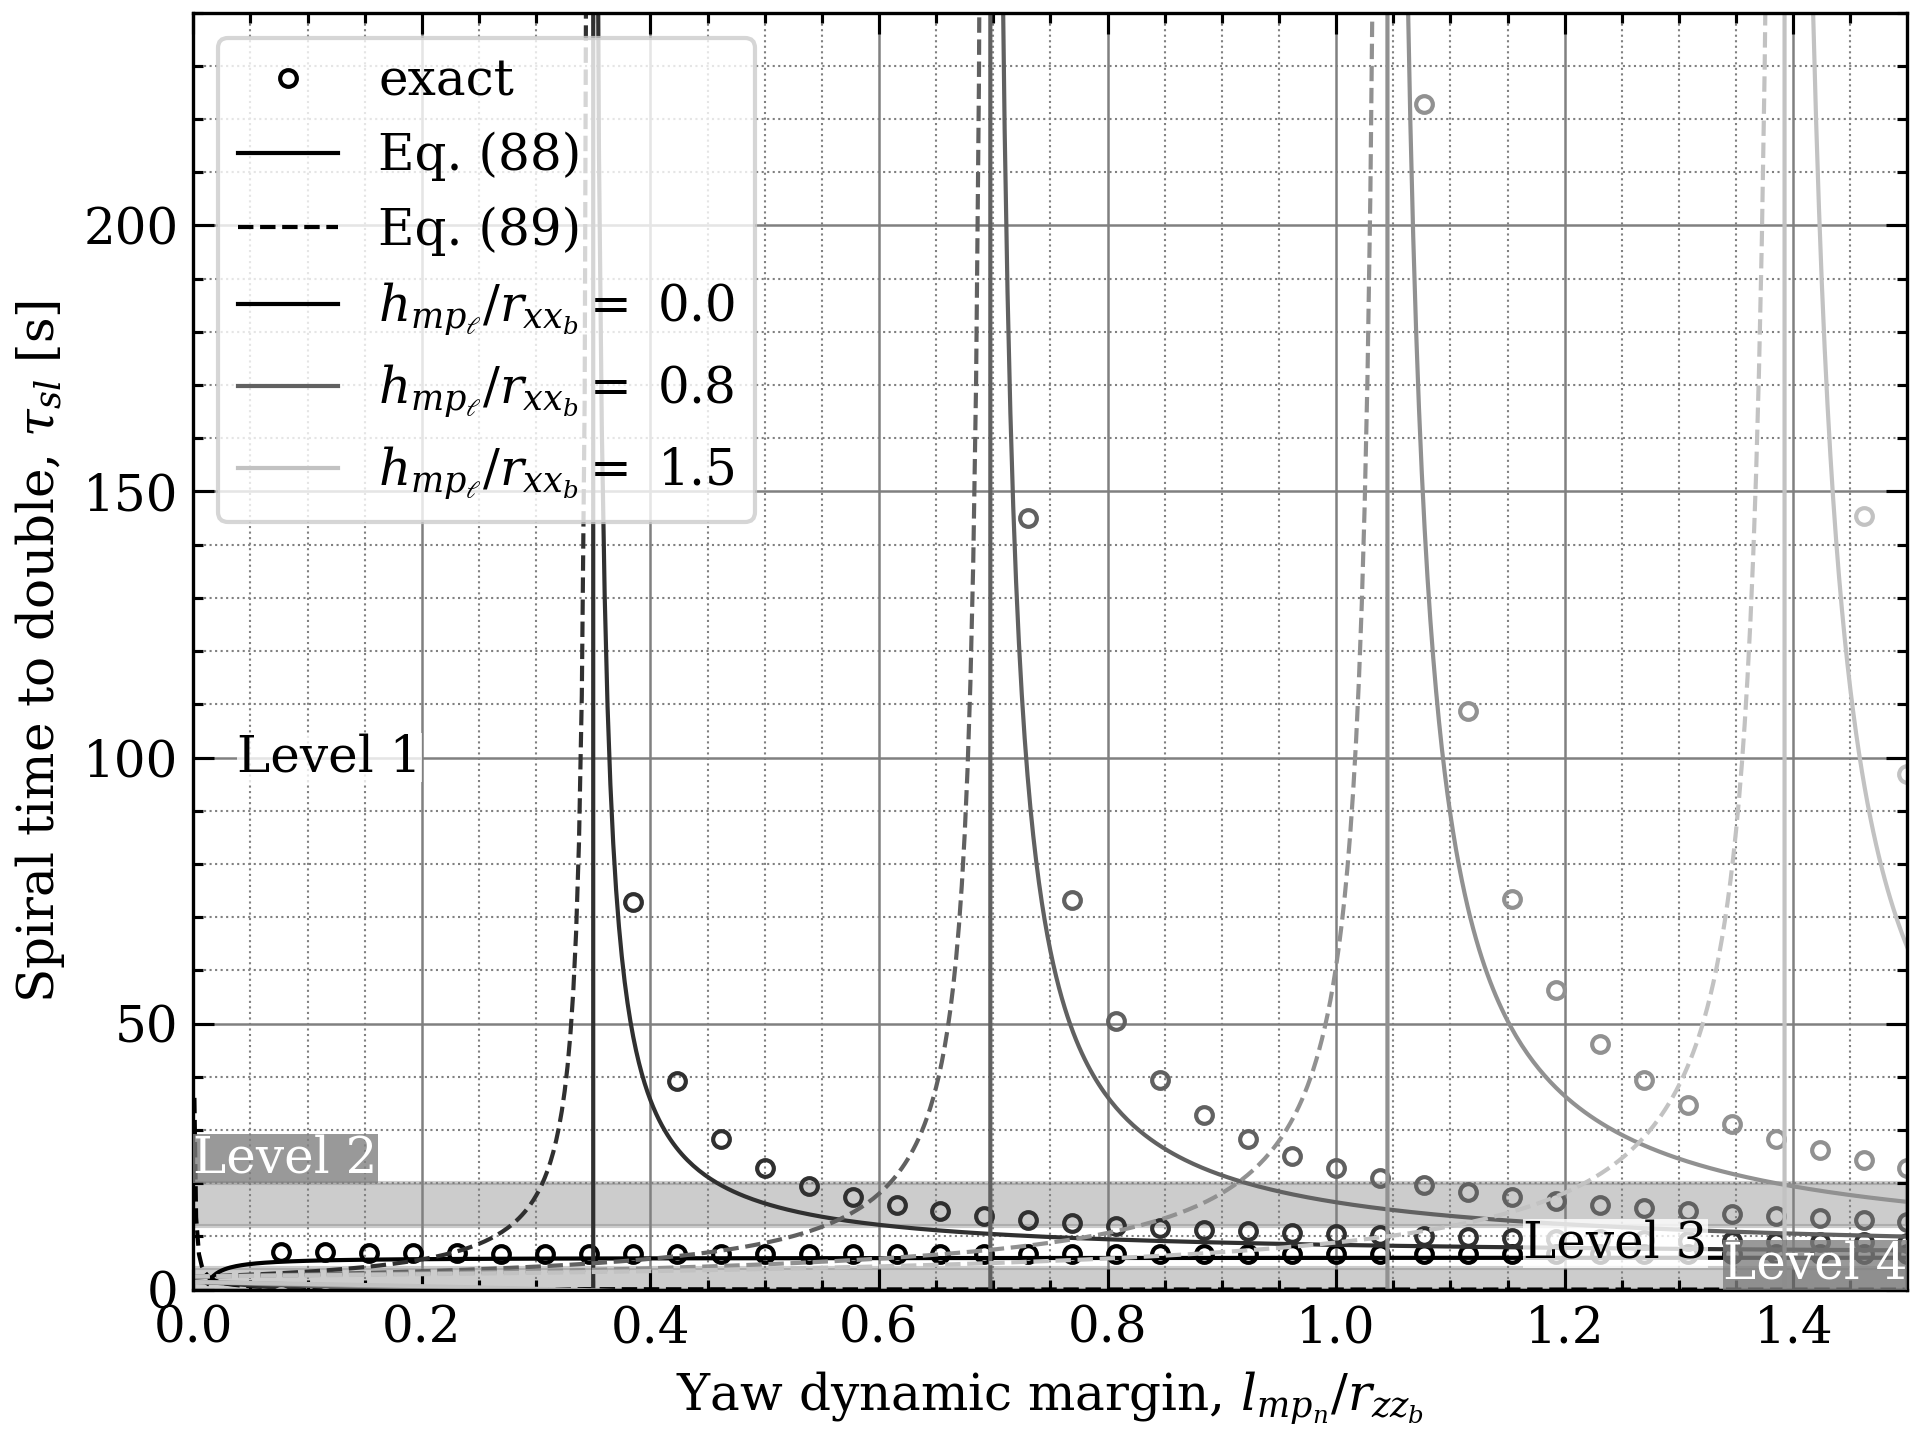 exact
Eq. (88)
Eq. (89)
h_{mp_ℓ}/r_{xx_b} = 0.0
h_{mp_ℓ}/r_{xx_b} = 0.8
h_{mp_ℓ}/r_{xx_b} = 1.5
Spiral time to double, τ_{sl} [s]
200
150
100
50
0
Level 1
Level 2
Level 3
Level 4
0.0 0.2 0.4 0.6 0.8 1.0 1.2 1.4
Yaw dynamic margin, l_{mp_n}/r_{zz_b}